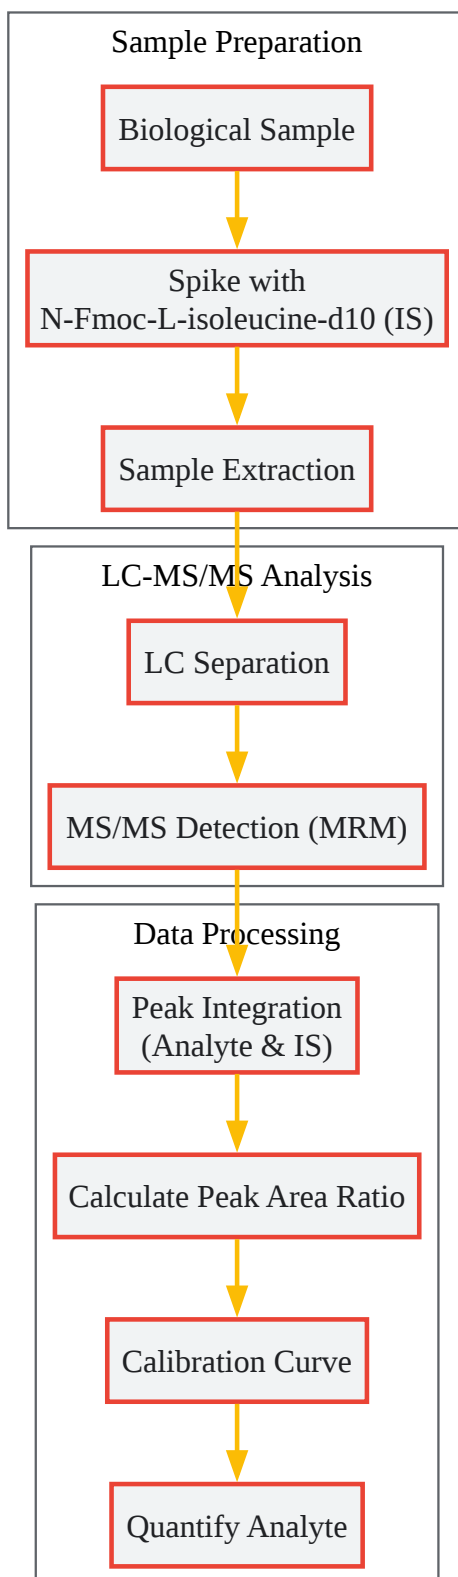 Sample Preparation
Biological Sample
Spike with
N-Fmoc-L-isoleucine-d10 (IS)
Sample Extraction
LC-MS/MS Analysis
LC Separation
MS/MS Detection (MRM)
Data Processing
Peak Integration
(Analyte & IS)
Calculate Peak Area Ratio
Calibration Curve
Quantify Analyte